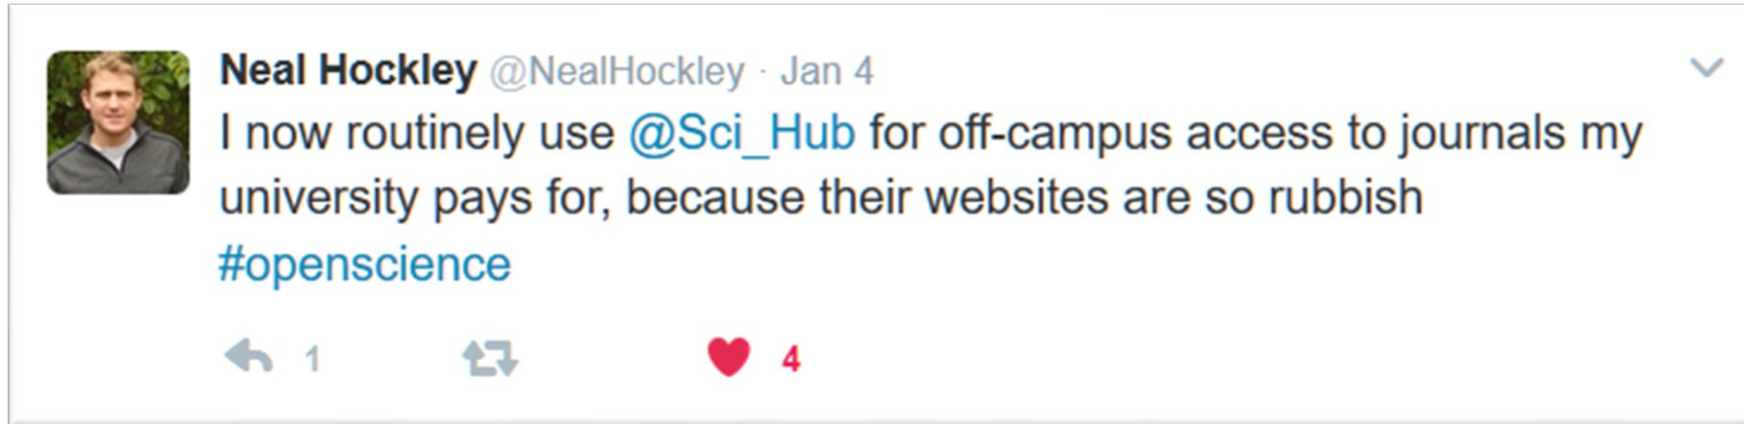 Neal Hockley @NealHockley · Jan 4
I now routinely use @Sci_Hub for off-campus access to journals my
university pays for, because their websites are so rubbish
#openscience
1 4